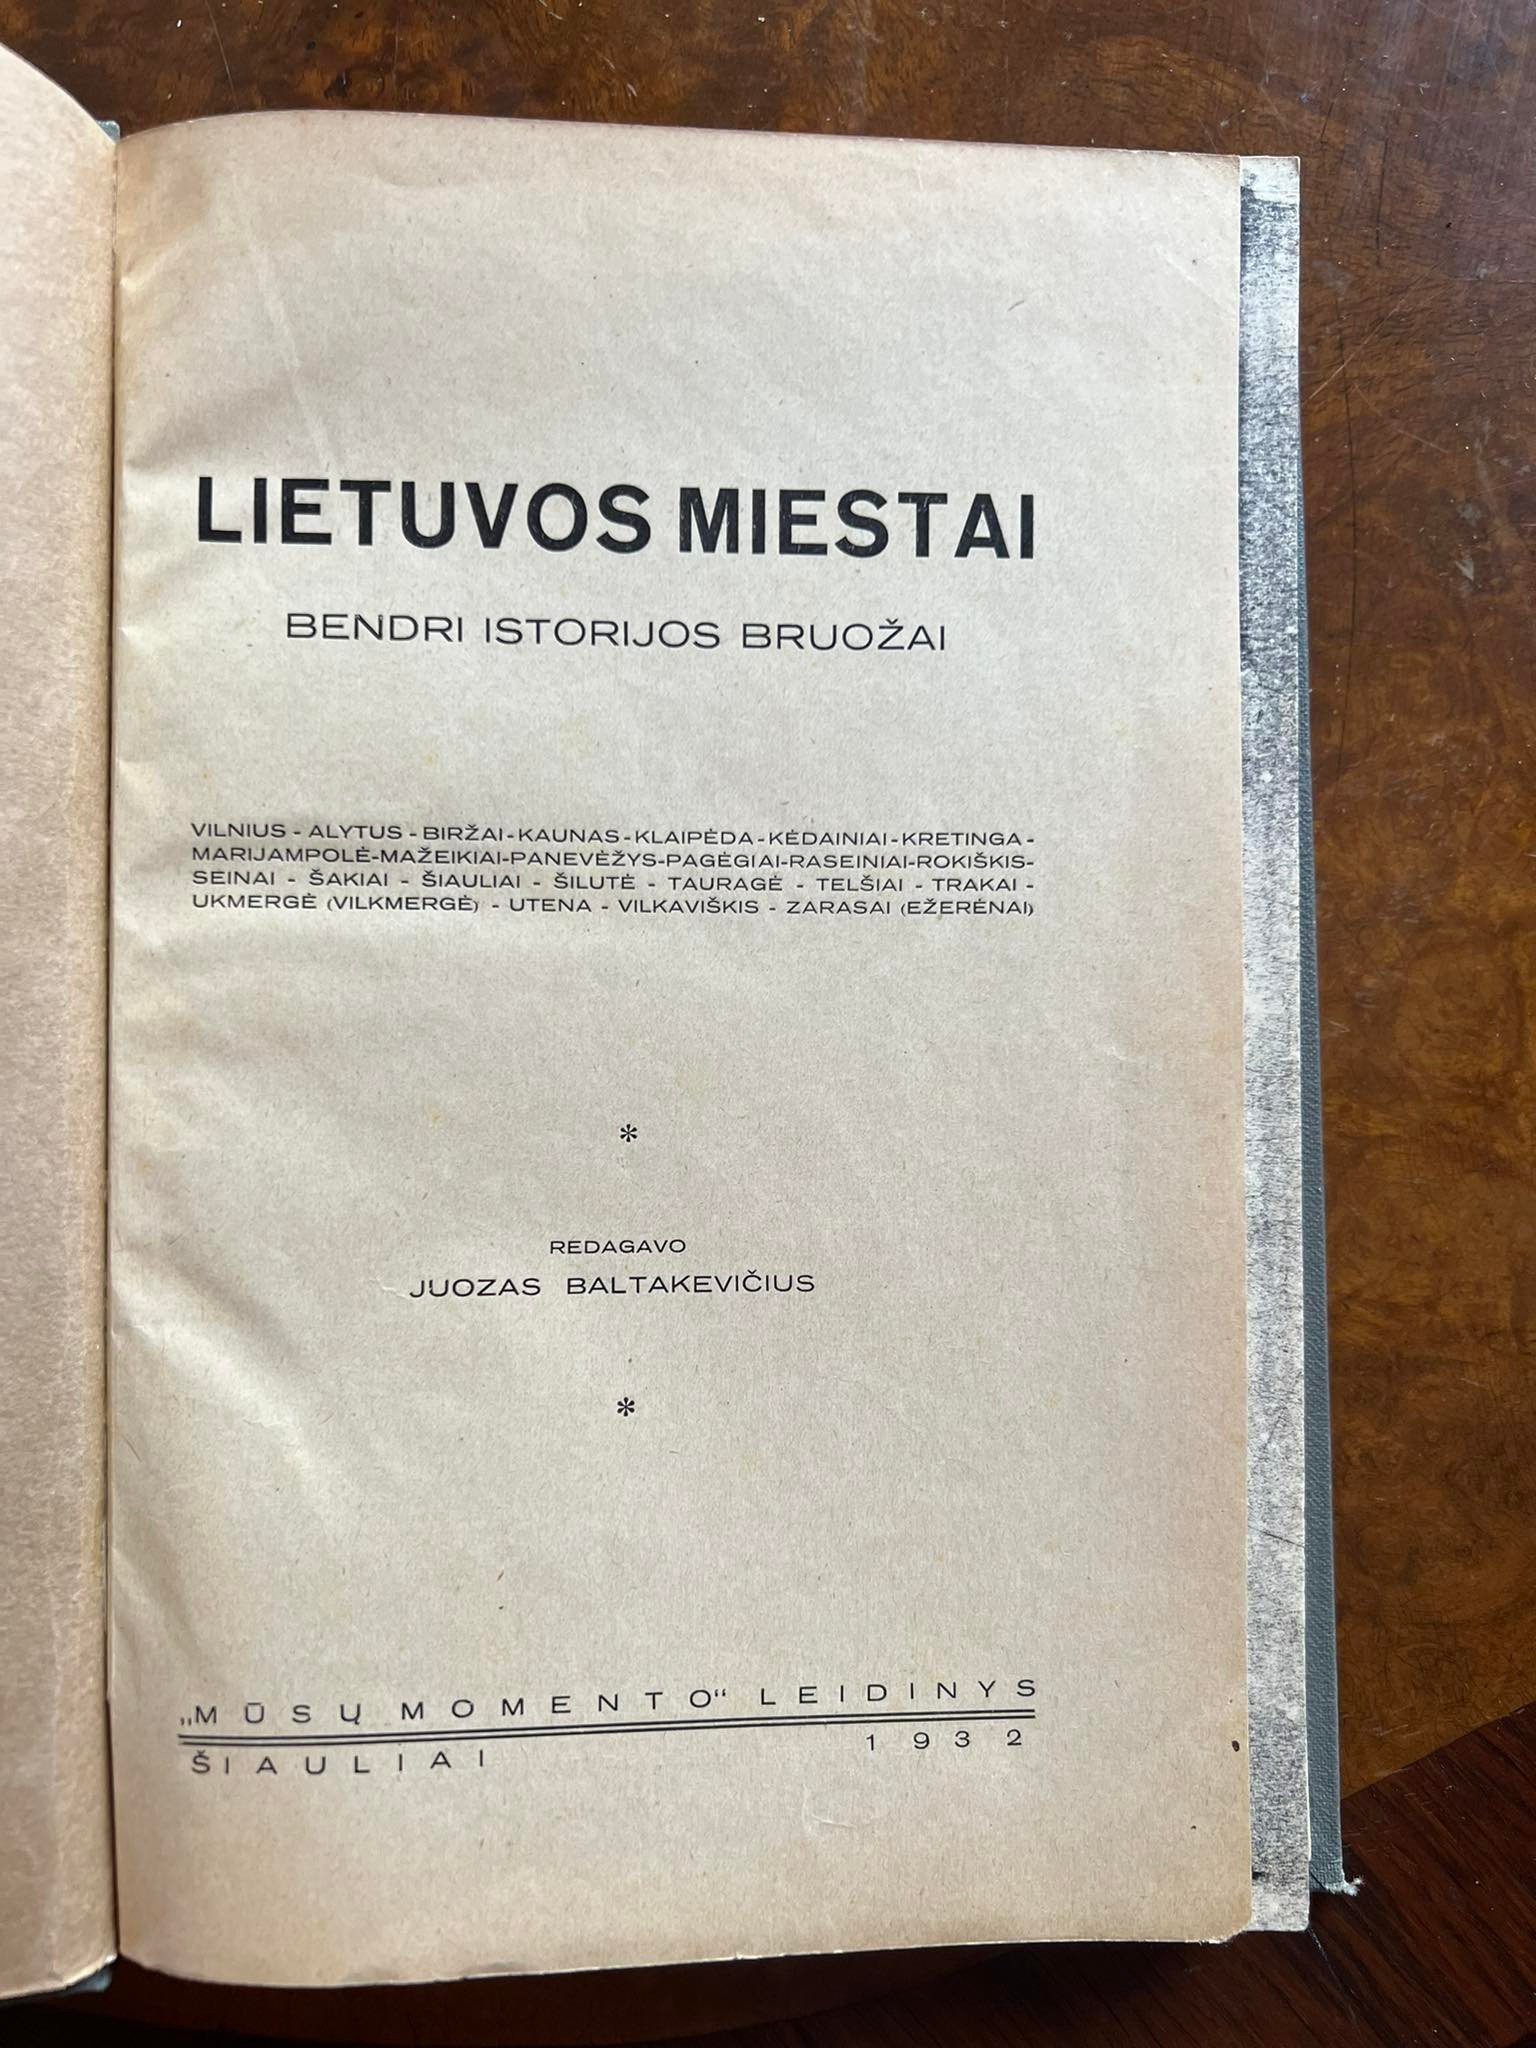 LIETUVOS MIESTAI
BENDRI ISTORIJOS BRUOŽAI
VILNIUS - ALYTUS - BIRŽAI - KAUNAS - KLAIPĖDA - KĖDAINIAI - KRETINGA -
MARIJAMPOLĖ-MAŽEIKIAI-PANEVĖŽYS-PAGĖGIAI-RASEINIAI-ROKIŠKIS-
SEINAI - ŠAKIAI - ŠIAULIAI - ŠILUTĖ - TAURAGĖ - TELŠIAI - TRAKAI -
UKMERGĖ (VILKMERGĖ) - UTENA - VILKAVIŠKIS - ZARASAI (EŽERĖNAI)
*
REDAGAVO
JUOZAS BALTAKEVIČIUS
*
„MŪSŲ MOMENTO“ LEIDINYS
ŠIAULIAI 1932